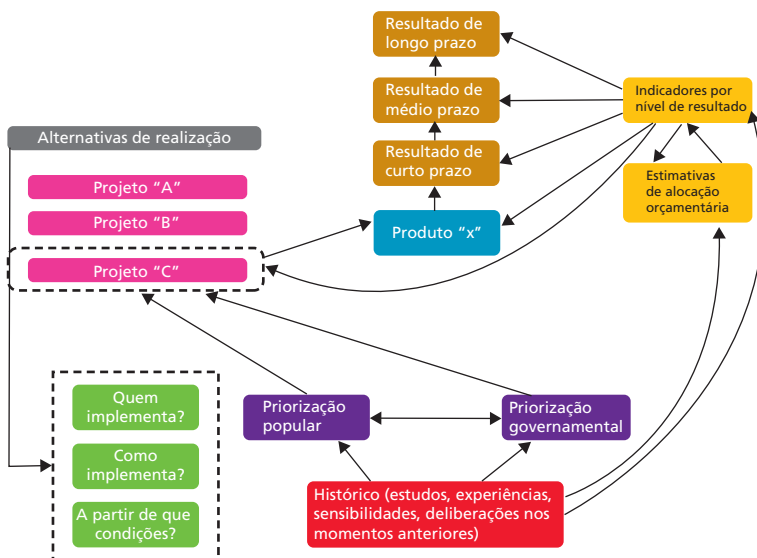 Resultado de
longo prazo
Resultado de
médio prazo
Indicadores por
nível de resultado
Alternativas de realização
Resultado de
curto prazo
Projeto “A”
Estimativas
de alocação
orçamentária
Projeto “B”
Produto “x”
Projeto “C”
Quem
implementa?
Priorização
popular
Priorização
governamental
Como
implementa?
Histórico (estudos, experiências,
sensibilidades, deliberações nos
momentos anteriores)
A partir de que
condições?